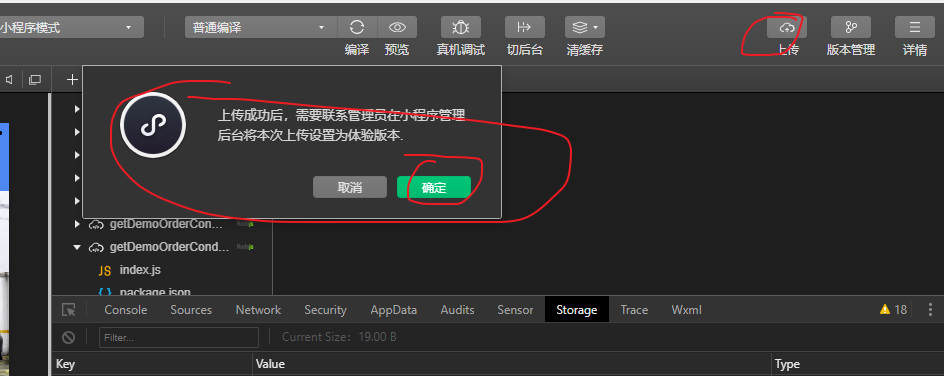 小程序模式
普通编译
编译
预览
真机调试
切后台
清缓存
上传
版本管理
详情
上传成功后，需要联系管理员在小程序管理
后台将本次上传设置为体验版本.
取消
确定
getDemoOrderCond...
getDemoOrderCond...
JS index.js
{} package.json
Console Sources Network Security AppData Audits Sensor Storage Trace Wxml 18
Filter... Current Size: 19.00 B
Key Value Type